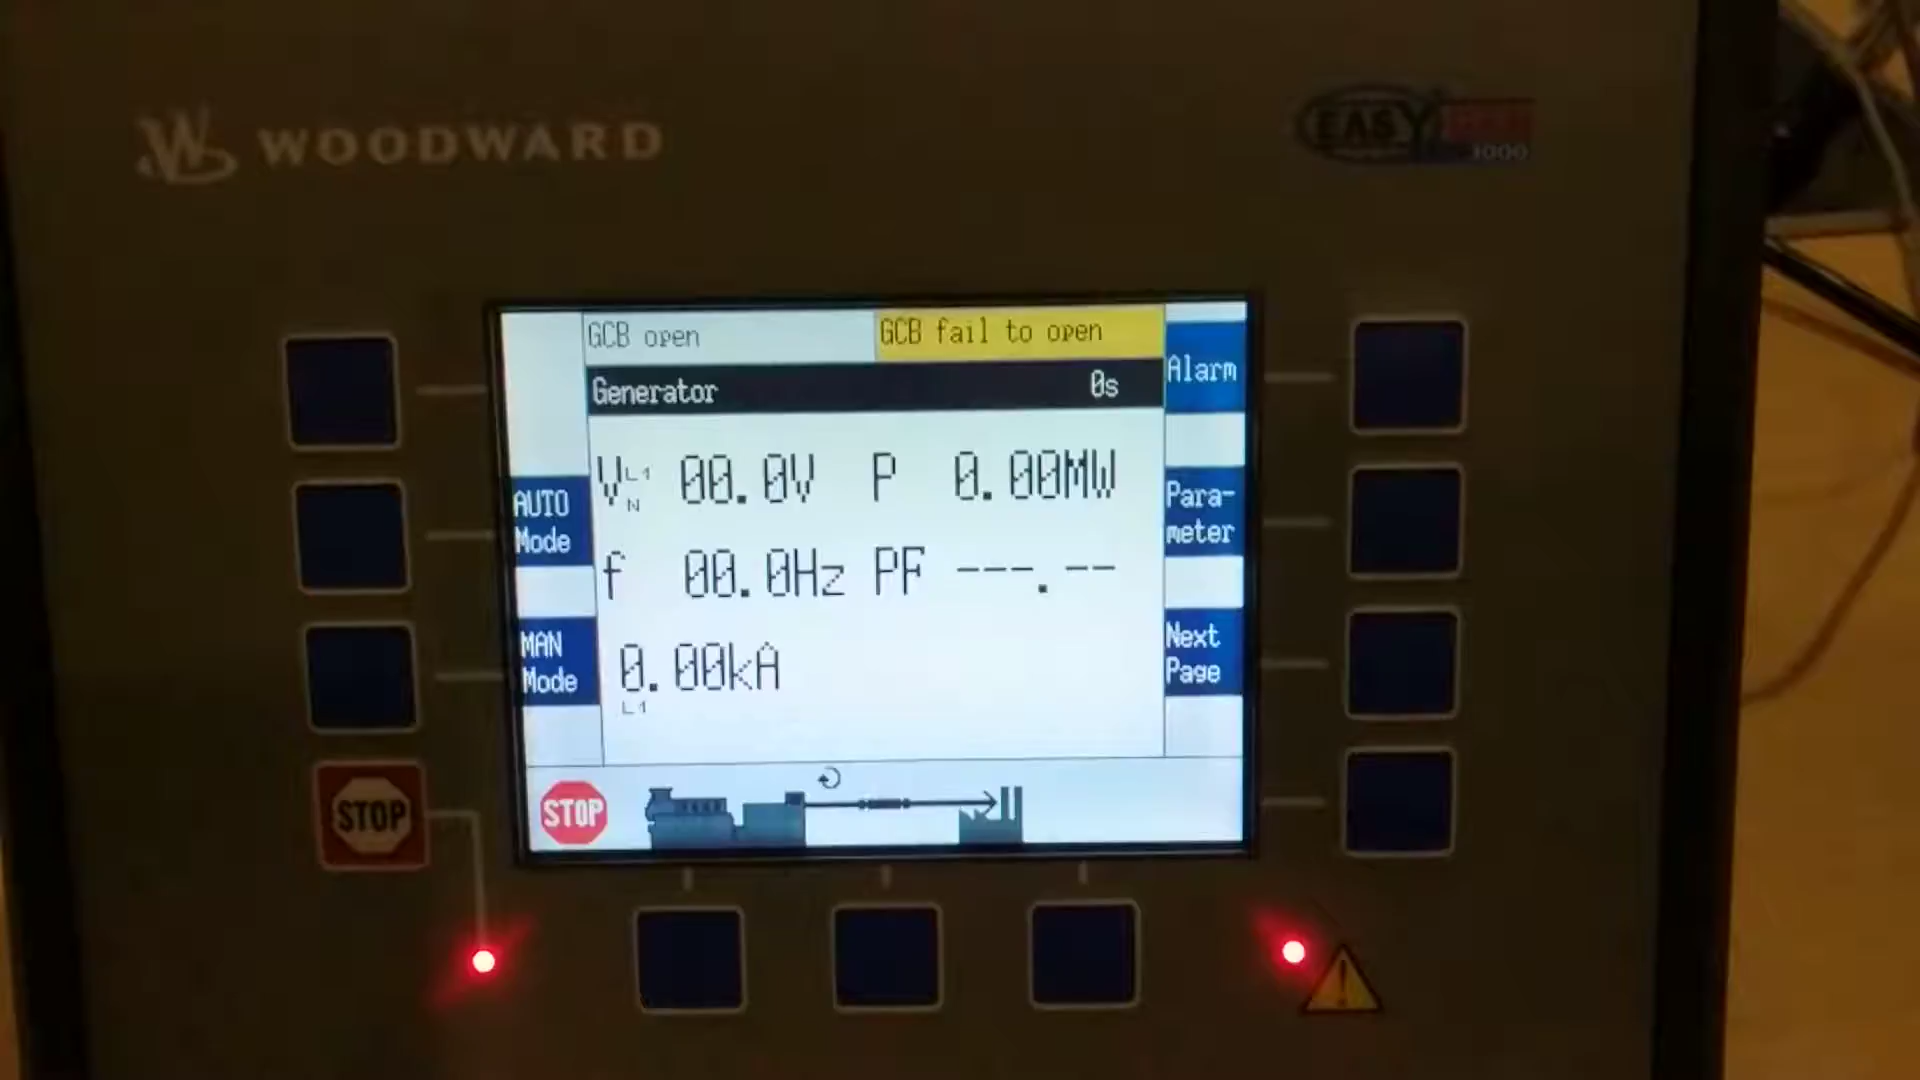 WOODWARD
EASYGEN
1000
GCB open
GCB fail to open
Generator 0s
Alarm
V L1 N 00.0V P 0.00MW
AUTO
Mode
Para-
meter
f 00.0Hz PF ---.--
MAN
Mode
Next
Page
0.00kA
L1
STOP
STOP